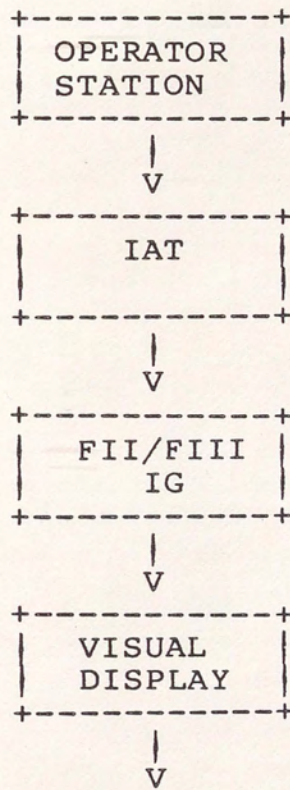 OPERATOR
STATION
IAT
FII/FIII
IG
VISUAL
DISPLAY